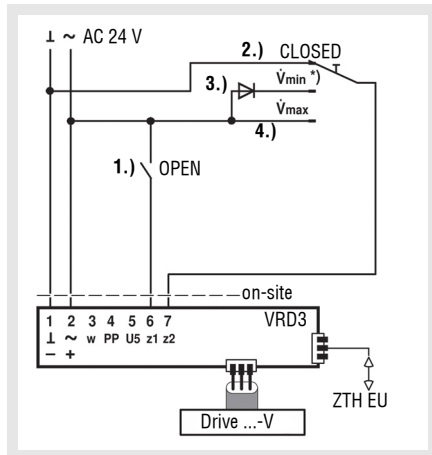 ⊥ ~ AC 24 V
2.) CLOSED
3.) V̇min *)
V̇max
4.)
1.) OPEN
on-site
1 2 3 4 5 6 7 VRD3
⊥ ~ w PP U5 z1 z2
− +
ZTH EU
Drive ...-V